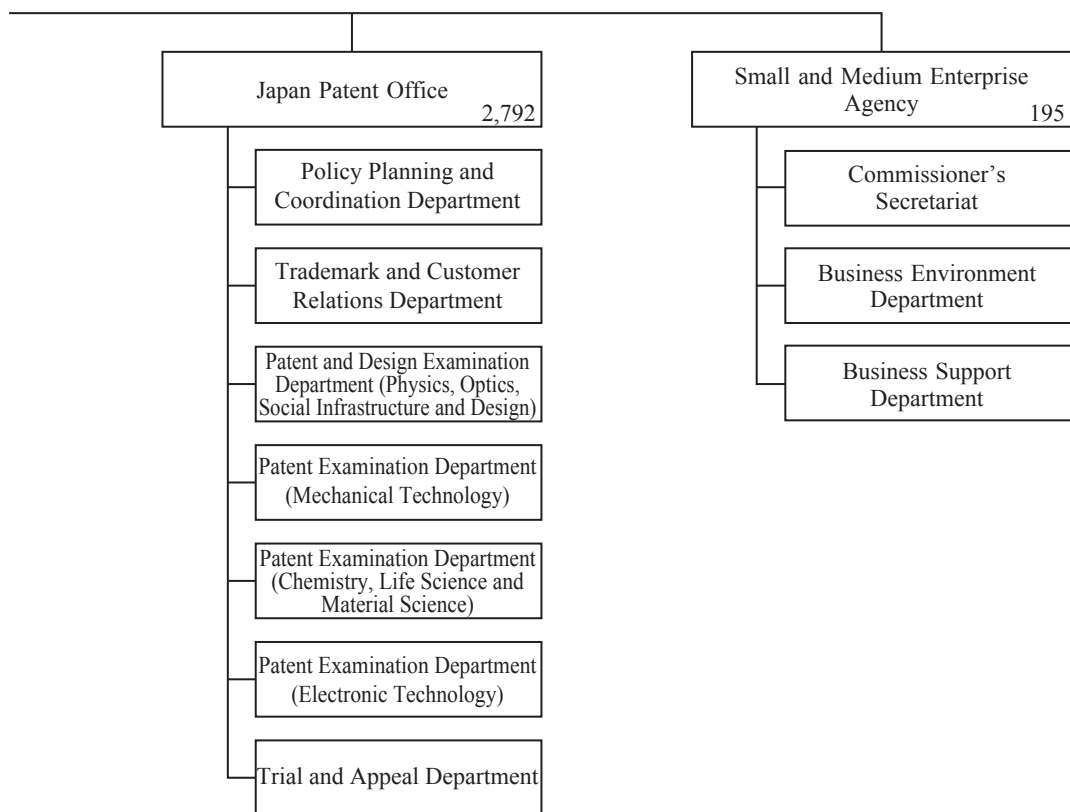 Japan Patent Office
2,792
Policy Planning and
Coordination Department
Trademark and Customer
Relations Department
Patent and Design Examination
Department (Physics, Optics,
Social Infrastructure and Design)
Patent Examination Department
(Mechanical Technology)
Patent Examination Department
(Chemistry, Life Science and
Material Science)
Patent Examination Department
(Electronic Technology)
Trial and Appeal Department
Small and Medium Enterprise
Agency
195
Commissioner’s
Secretariat
Business Environment
Department
Business Support
Department